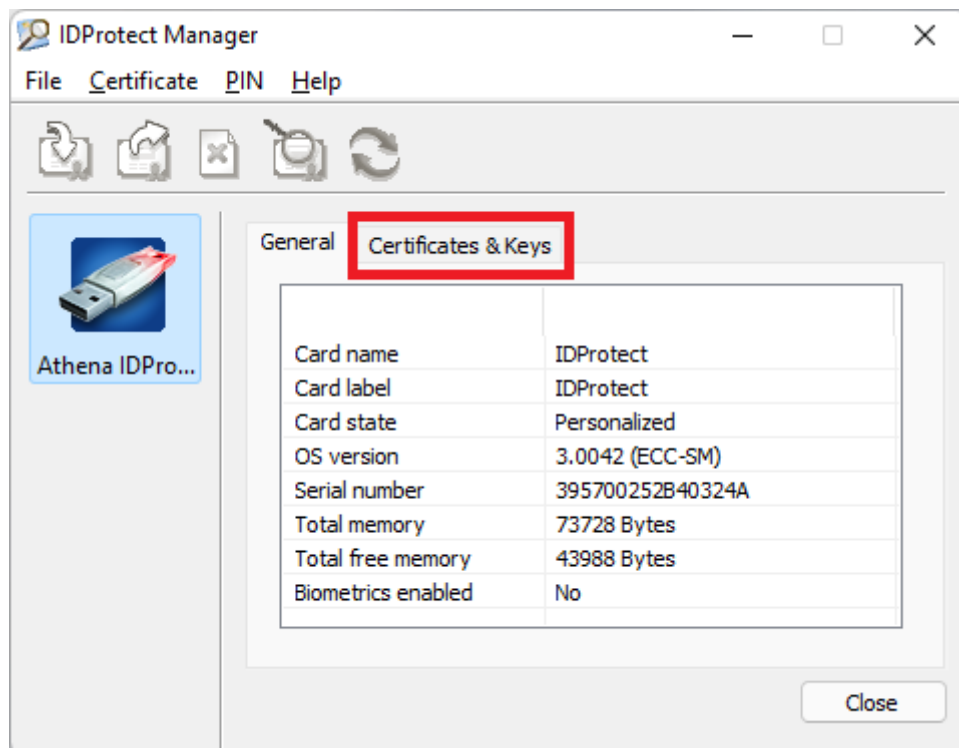 IDProtect Manager
File Certificate PIN Help
Athena IDPro...
General Certificates & Keys
Card name IDProtect
Card label IDProtect
Card state Personalized
OS version 3.0042 (ECC-SM)
Serial number 395700252B40324A
Total memory 73728 Bytes
Total free memory 43988 Bytes
Biometrics enabled No
Close